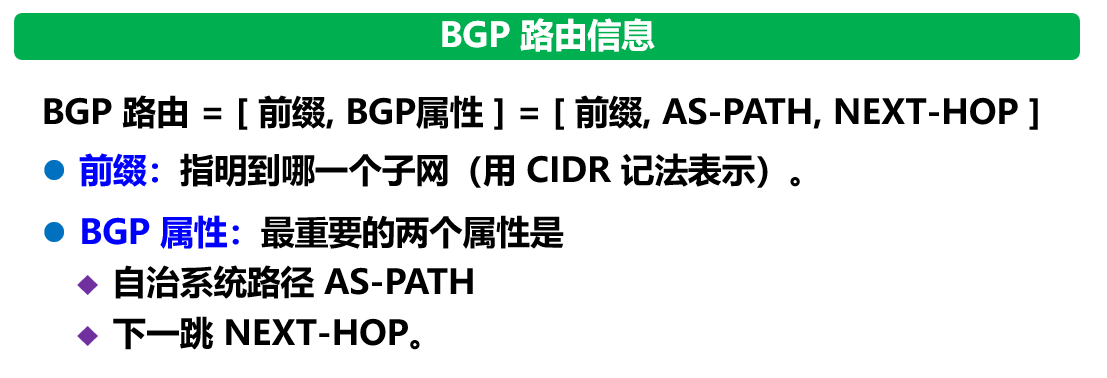 BGP 路由信息
BGP 路由 = [ 前缀, BGP属性 ] = [ 前缀, AS-PATH, NEXT-HOP ]
前缀：指明到哪一个子网（用 CIDR 记法表示）。
BGP 属性：最重要的两个属性是
自治系统路径 AS-PATH
下一跳 NEXT-HOP。